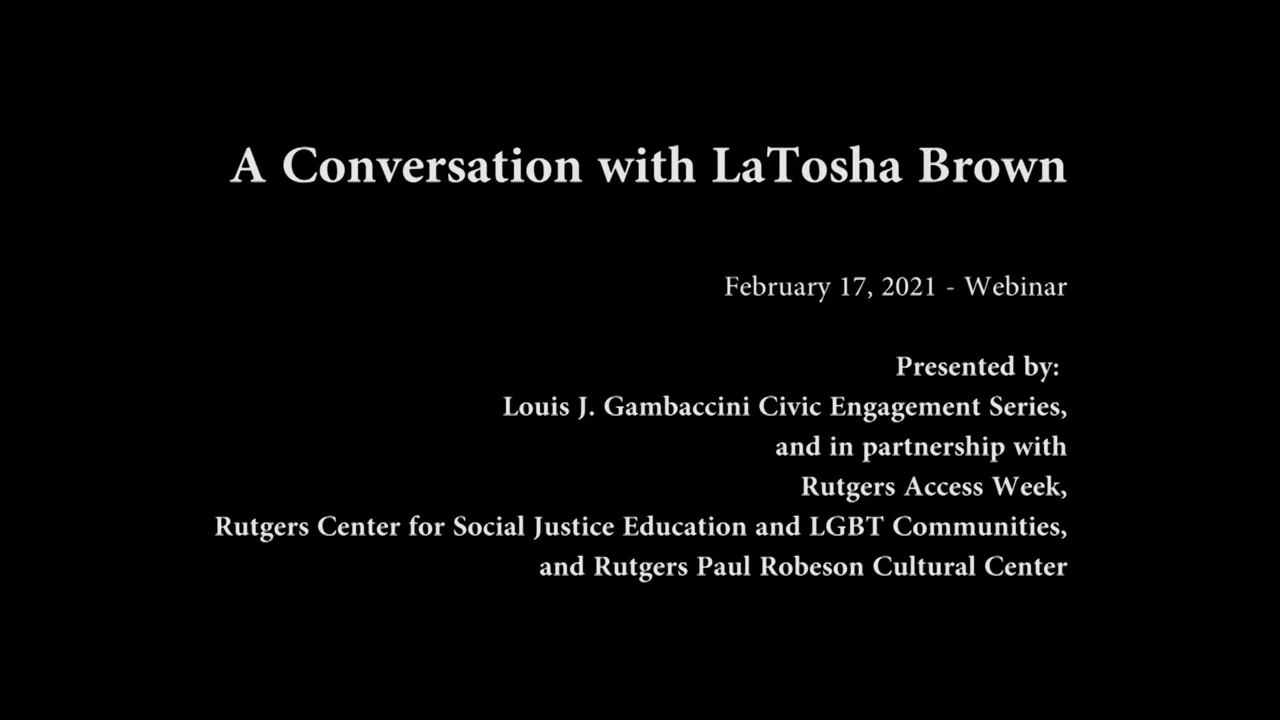 A Conversation with LaTosha Brown
February 17, 2021 - Webinar
Presented by:
Louis J. Gambaccini Civic Engagement Series,
and in partnership with
Rutgers Access Week,
Rutgers Center for Social Justice Education and LGBT Communities,
and Rutgers Paul Robeson Cultural Center